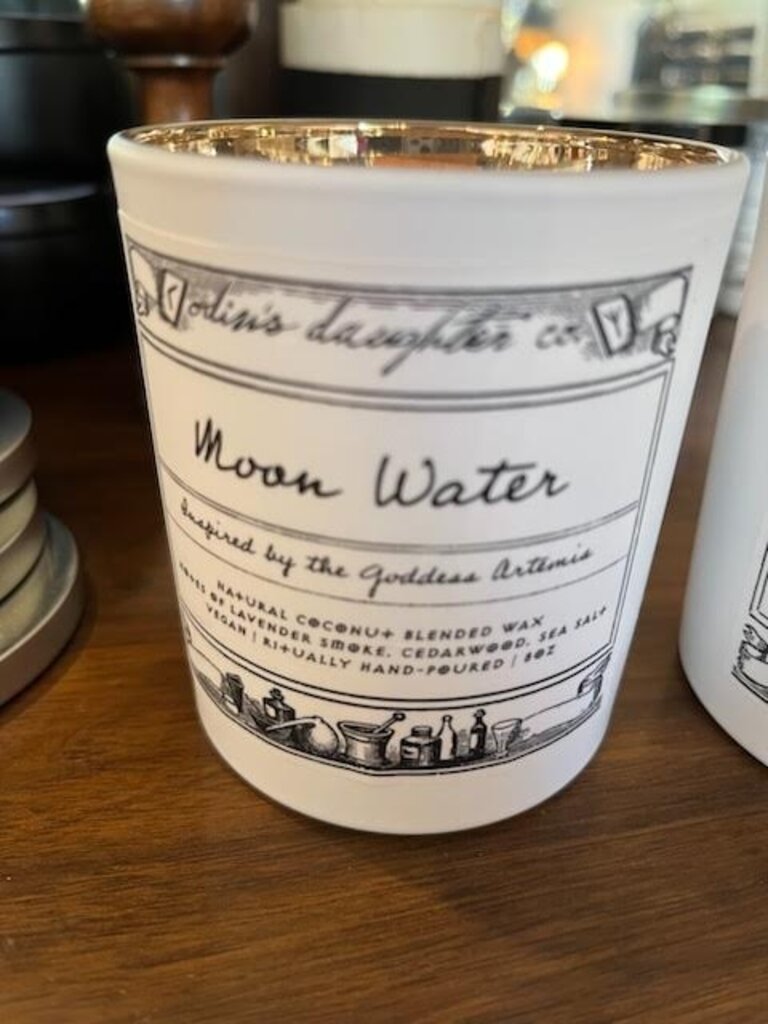 odin's daughter co.
Moon Water
Inspired by the Goddess Artemis
NATURAL COCONUT BLENDED WAX
NOTES OF LAVENDER SMOKE, CEDARWOOD, SEA SALT
VEGAN | RITUALLY HAND-POURED | 8OZ